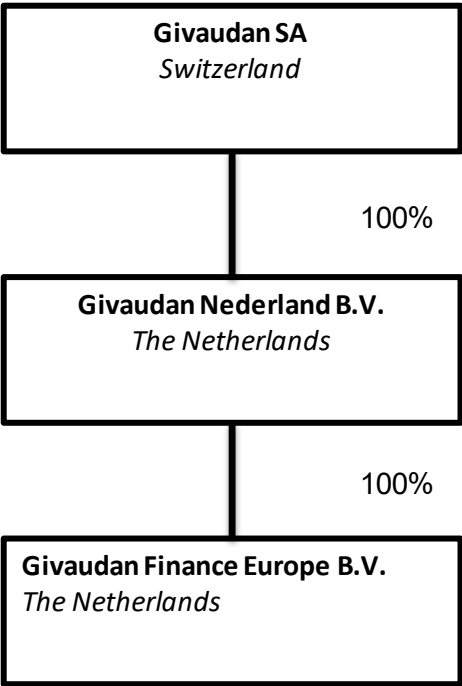 Givaudan SA
Switzerland
100%
Givaudan Nederland B.V.
The Netherlands
100%
Givaudan Finance Europe B.V.
The Netherlands